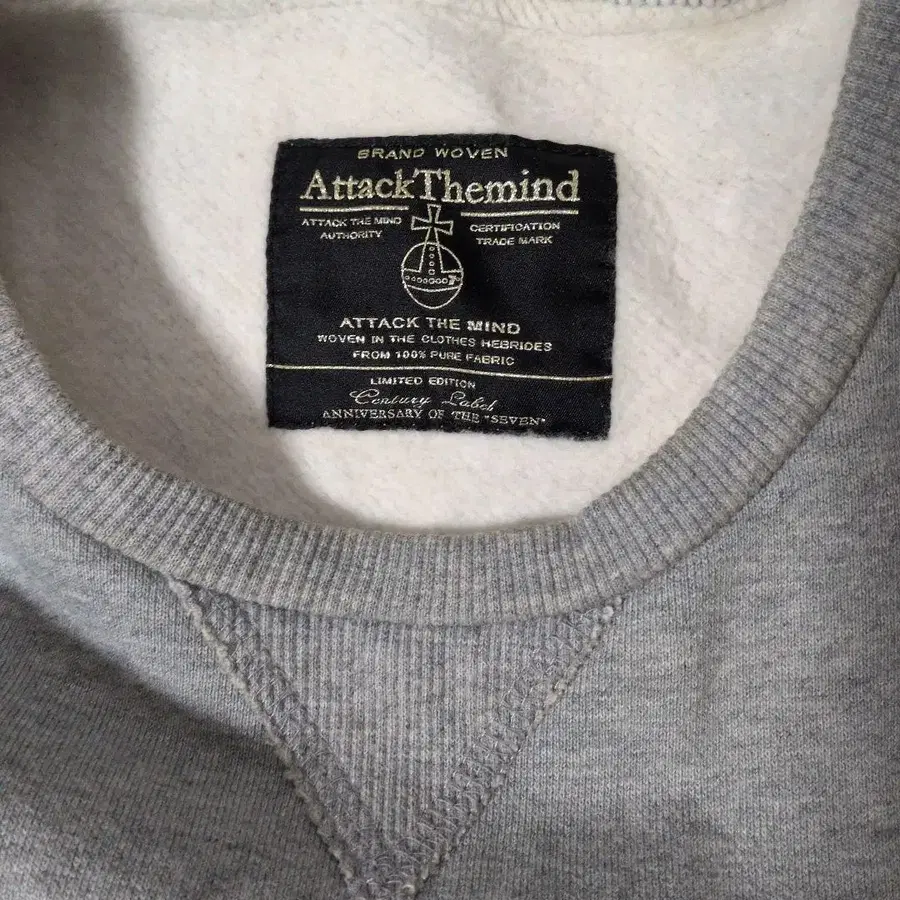 BRAND WOVEN
AttackThemind
ATTACK THE MIND
AUTHORITY
CERTIFICATION
TRADE MARK
7
ATTACK THE MIND
WOVEN IN THE CLOTHES HEBRIDES
FROM 100% PURE FABRIC
LIMITED EDITION
Century Label
ANNIVERSARY OF THE "SEVEN"